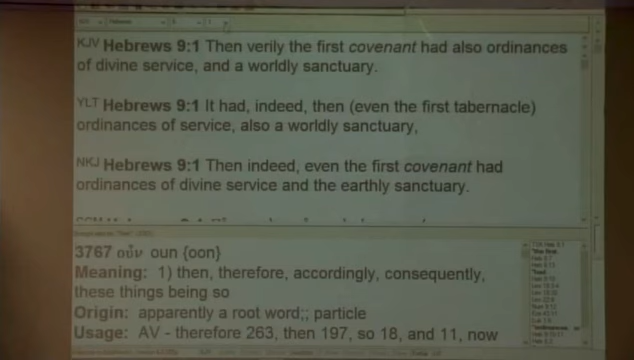 KJV Hebrews 9:1 Then verily the first covenant had also ordinances
of divine service, and a worldly sanctuary.
YLT Hebrews 9:1 It had, indeed, then (even the first tabernacle)
ordinances of service, also a worldly sanctuary,
NKJ Hebrews 9:1 Then indeed, even the first covenant had
ordinances of divine service and the earthly sanctuary.
3767 οὖν oun {oon}
Meaning: 1) then, therefore, accordingly, consequently,
these things being so
Origin: apparently a root word;; particle
Usage: AV - therefore 263, then 197, so 18, and 11, now